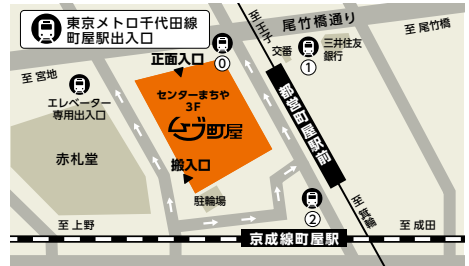 東京メトロ千代田線
町屋駅出入口
至 王子
尾竹橋通り
至 尾竹橋
正面入口
⓪
交番
①
三井住友
銀行
至 宮地
エレベーター
専用出入口
センターまちや
3F
ムーブ町屋
都営町屋駅前
赤札堂
搬入口
駐輪場
②
至 箕輪
至 上野
至 成田
京成線町屋駅